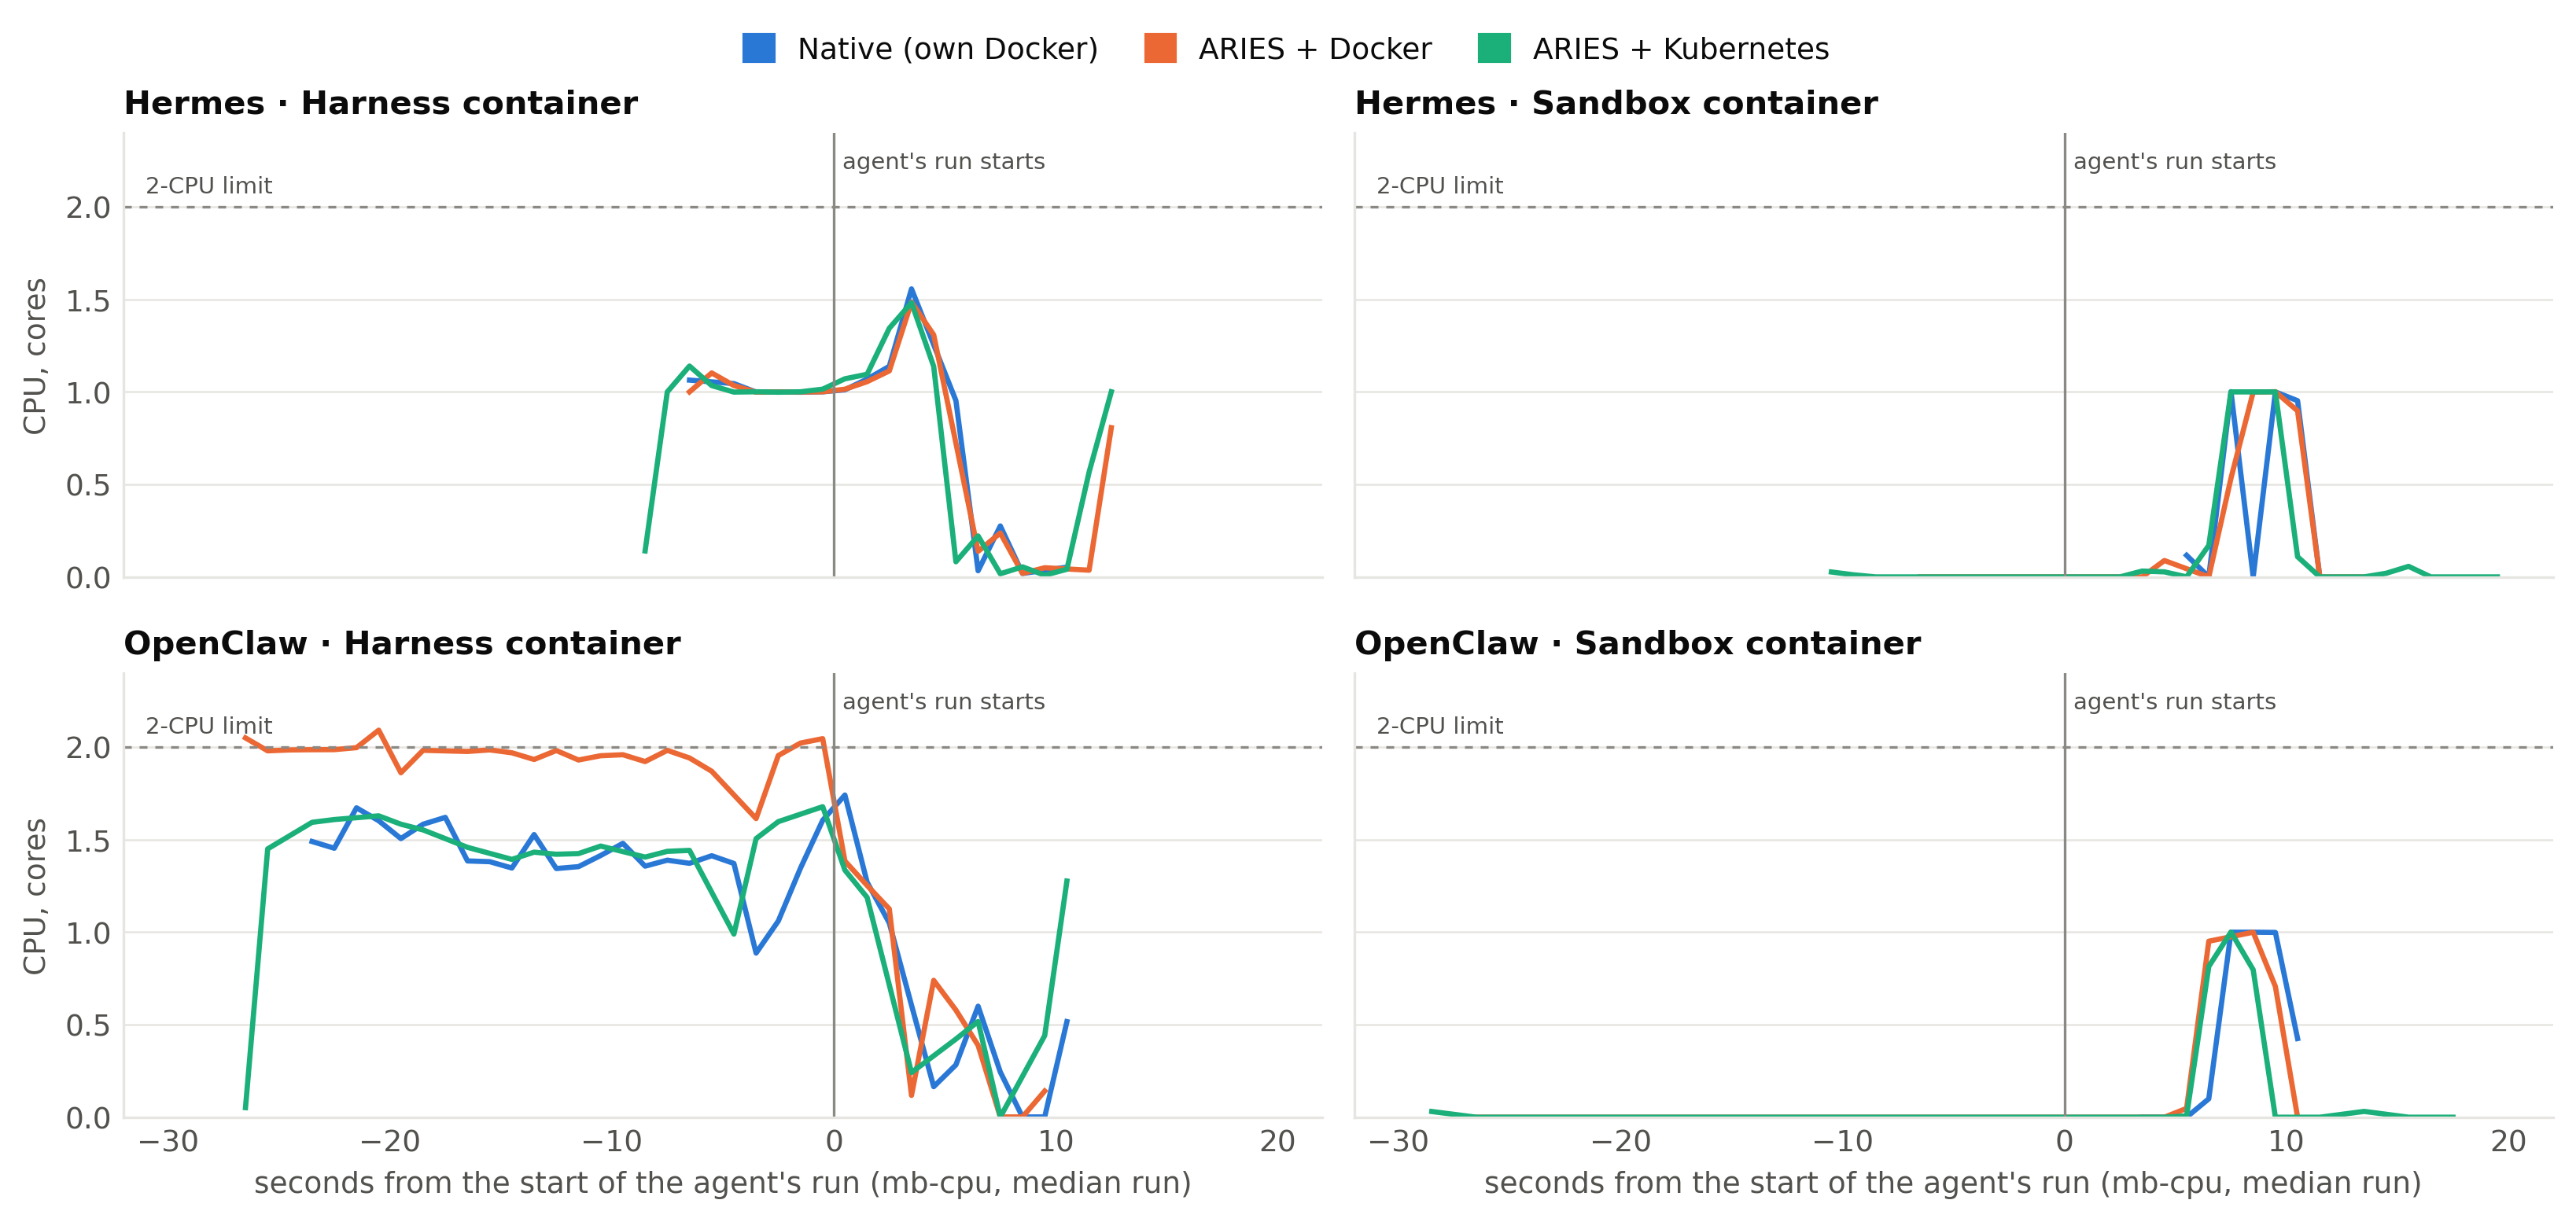 Native (own Docker) ARIES + Docker ARIES + Kubernetes
Hermes · Harness container
agent's run starts
2-CPU limit
2.0
1.5
1.0
0.5
0.0
CPU, cores
Hermes · Sandbox container
agent's run starts
2-CPU limit
OpenClaw · Harness container
agent's run starts
2-CPU limit
2.0
1.5
1.0
0.5
0.0
CPU, cores
−30 −20 −10 0 10 20
seconds from the start of the agent's run (mb-cpu, median run)
OpenClaw · Sandbox container
agent's run starts
2-CPU limit
−30 −20 −10 0 10 20
seconds from the start of the agent's run (mb-cpu, median run)